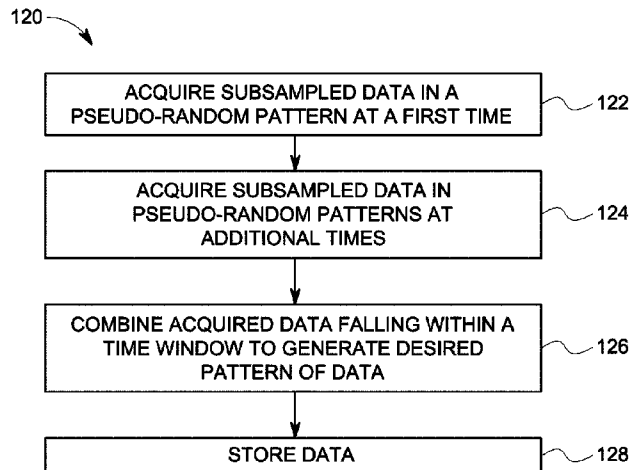 120
ACQUIRE SUBSAMPLED DATA IN A
PSEUDO-RANDOM PATTERN AT A FIRST TIME
122
ACQUIRE SUBSAMPLED DATA IN
PSEUDO-RANDOM PATTERNS AT
ADDITIONAL TIMES
124
COMBINE ACQUIRED DATA FALLING WITHIN A
TIME WINDOW TO GENERATE DESIRED
PATTERN OF DATA
126
STORE DATA
128